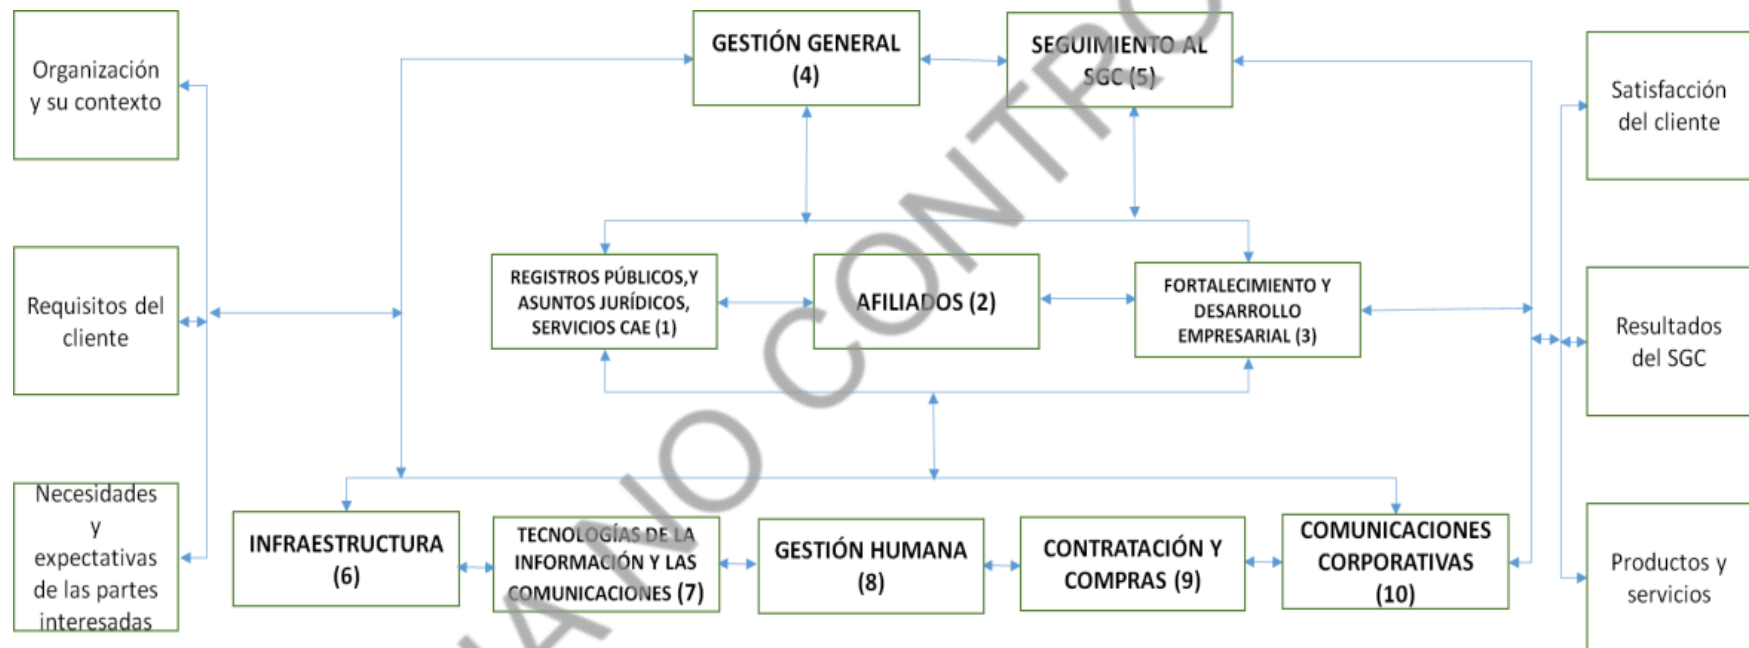 Organización
y su contexto
Requisitos del
cliente
Necesidades
y
expectativas
de las partes
interesadas
GESTIÓN GENERAL
(4)
SEGUIMIENTO AL
SGC (5)
REGISTROS PÚBLICOS,Y
ASUNTOS JURÍDICOS,
SERVICIOS CAE (1)
AFILIADOS (2)
FORTALECIMIENTO Y
DESARROLLO
EMPRESARIAL (3)
INFRAESTRUCTURA
(6)
TECNOLOGÍAS DE LA
INFORMACIÓN Y LAS
COMUNICACIONES (7)
GESTIÓN HUMANA
(8)
CONTRATACIÓN Y
COMPRAS (9)
COMUNICACIONES
CORPORATIVAS
(10)
Satisfacción
del cliente
Resultados
del SGC
Productos y
servicios
NO